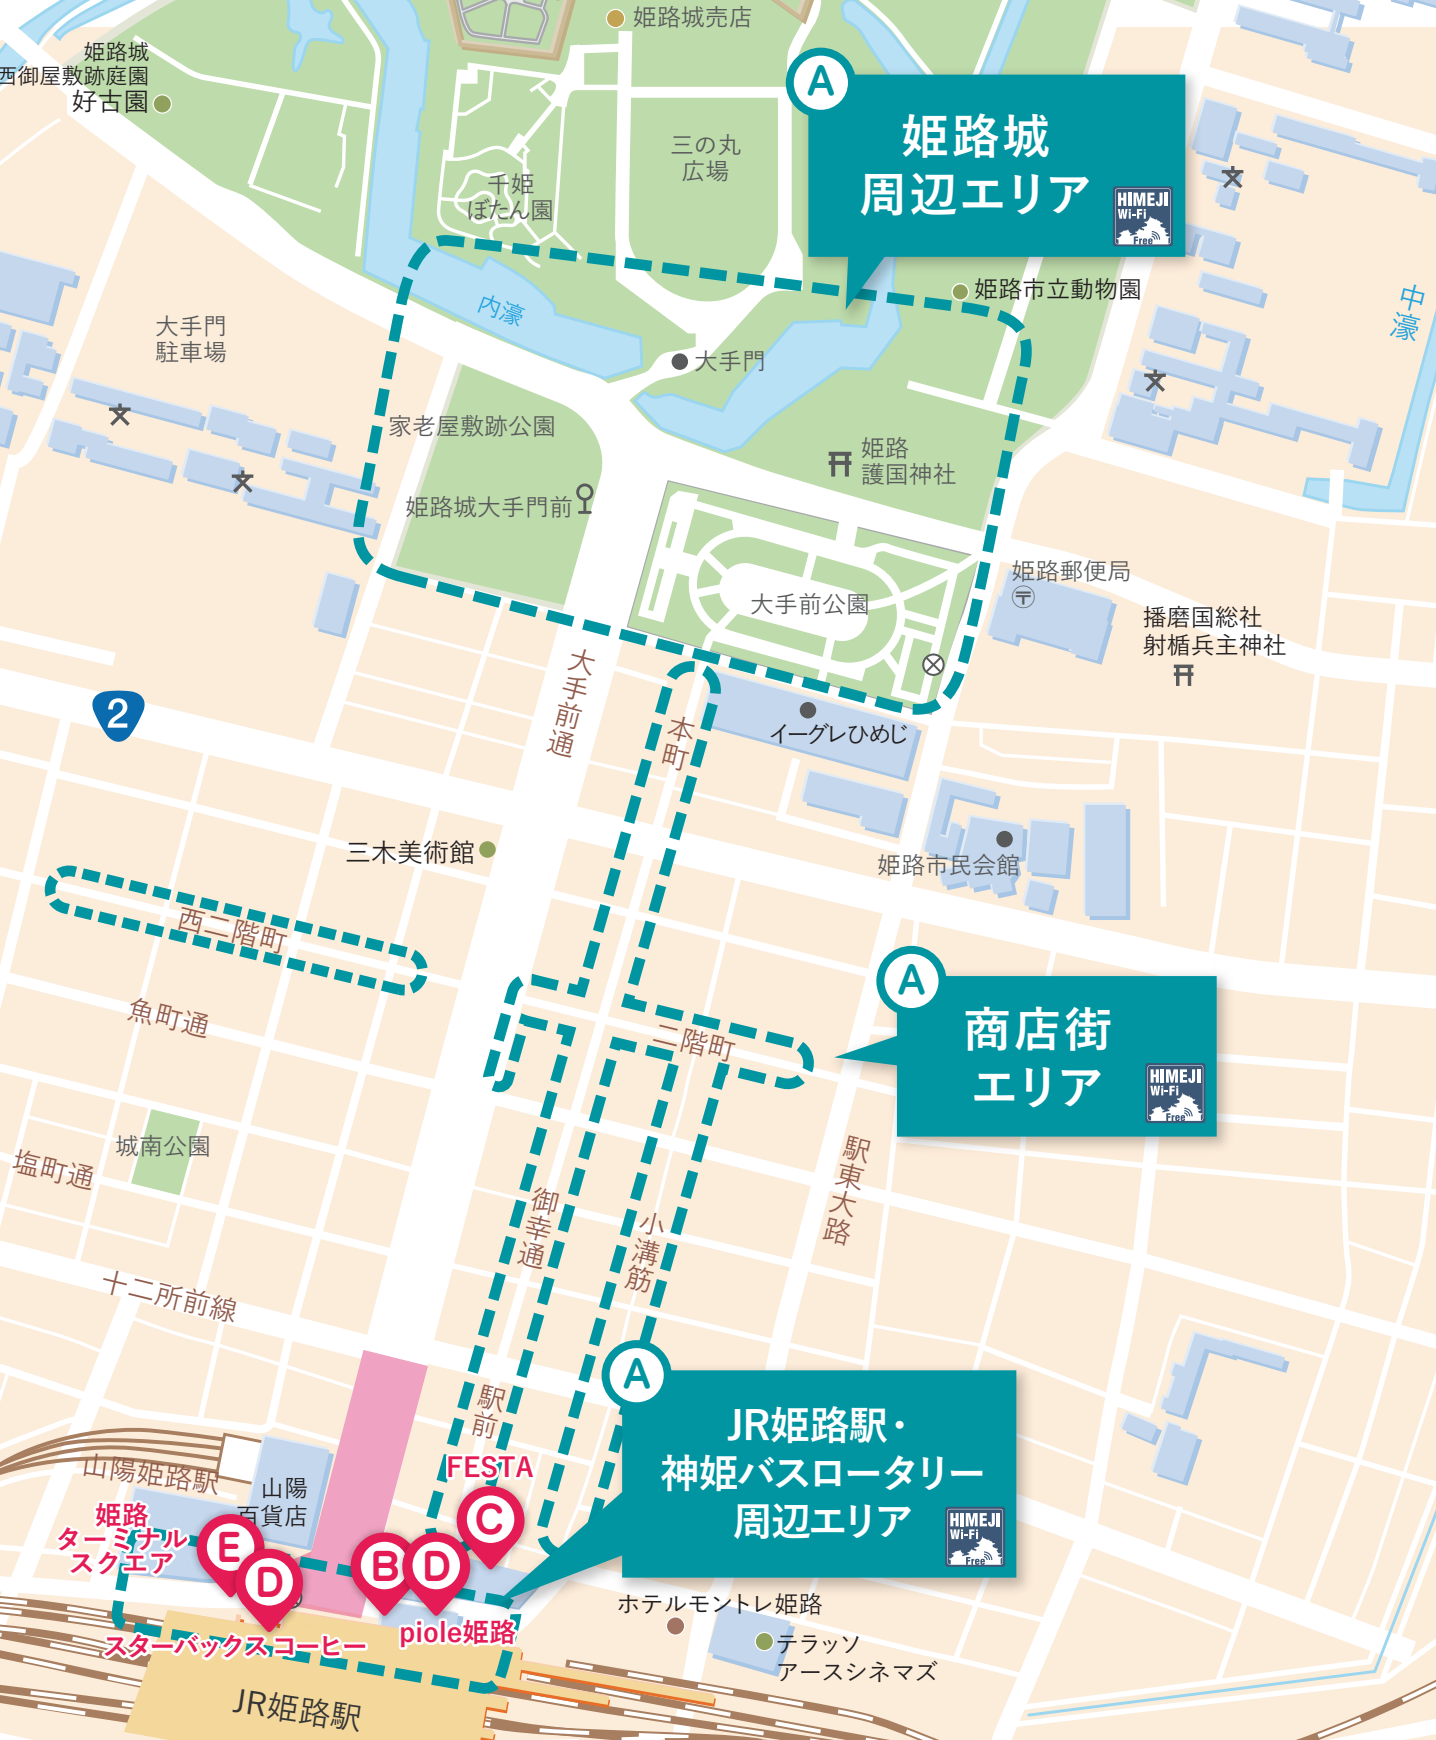 姫路城売店
姫路城
西御屋敷跡庭園
好古園
三の丸
広場
千姫
ぼたん園
A
姫路城
周辺エリア
HIMEJI
Wi-Fi
Free
姫路市立動物園
中濠
内濠
大手門
駐車場
大手門
家老屋敷跡公園
姫路
護国神社
姫路城大手門前
大手前公園
姫路郵便局
〒
播磨国総社
射楯兵主神社
2
大手前通
本町
イーグレひめじ
三木美術館
姫路市民会館
西二階町
A
商店街
エリア
HIMEJI
Wi-Fi
Free
魚町通
二階町
城南公園
塩町通
駅東大路
御幸通
小溝筋
十二所前線
A
JR姫路駅・
神姫バスロータリー
周辺エリア
HIMEJI
Wi-Fi
Free
駅前
FESTA
C
山陽姫路駅
山陽
百貨店
姫路
ターミナル
スクエア
E
D
B
D
スターバックス コーヒー
piole姫路
ホテルモントレ姫路
テラッソ
アースシネマズ
JR姫路駅